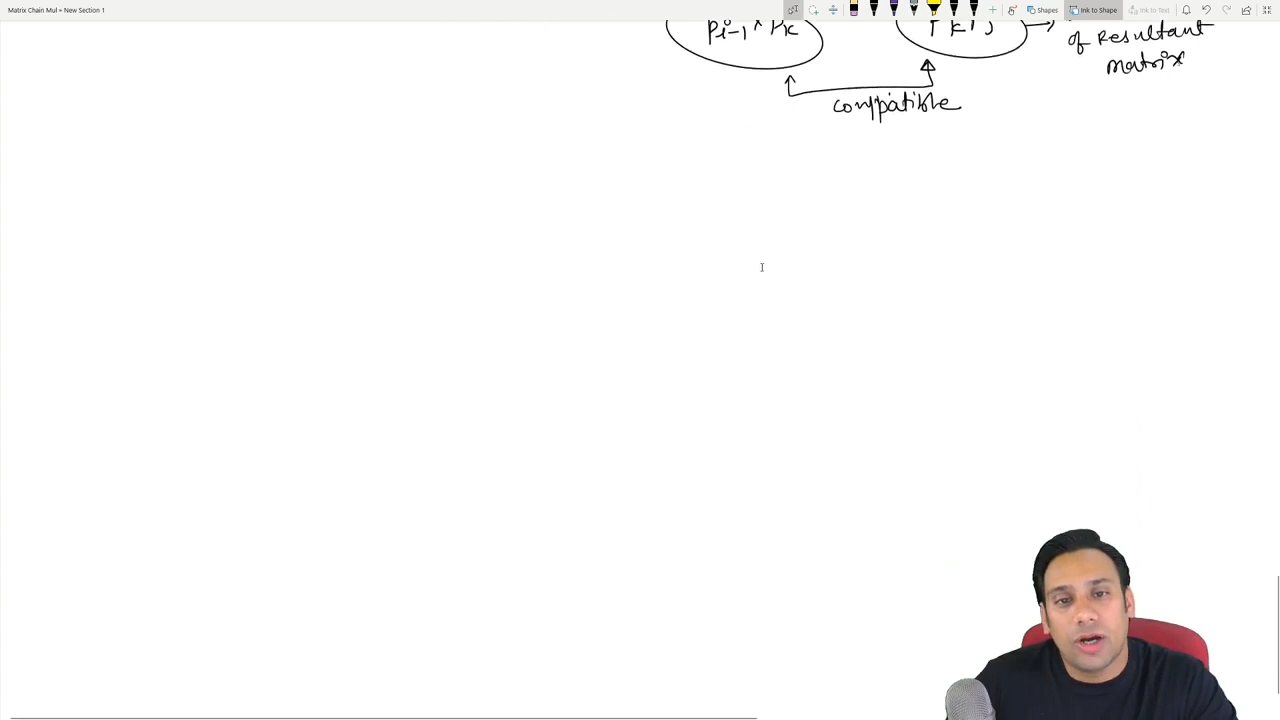 Matrix Chain Mul » New Section 1
Shapes
Ink to Shape
Ink to Text
Pi-1 × Pk
of Resultant
matrix
compatible